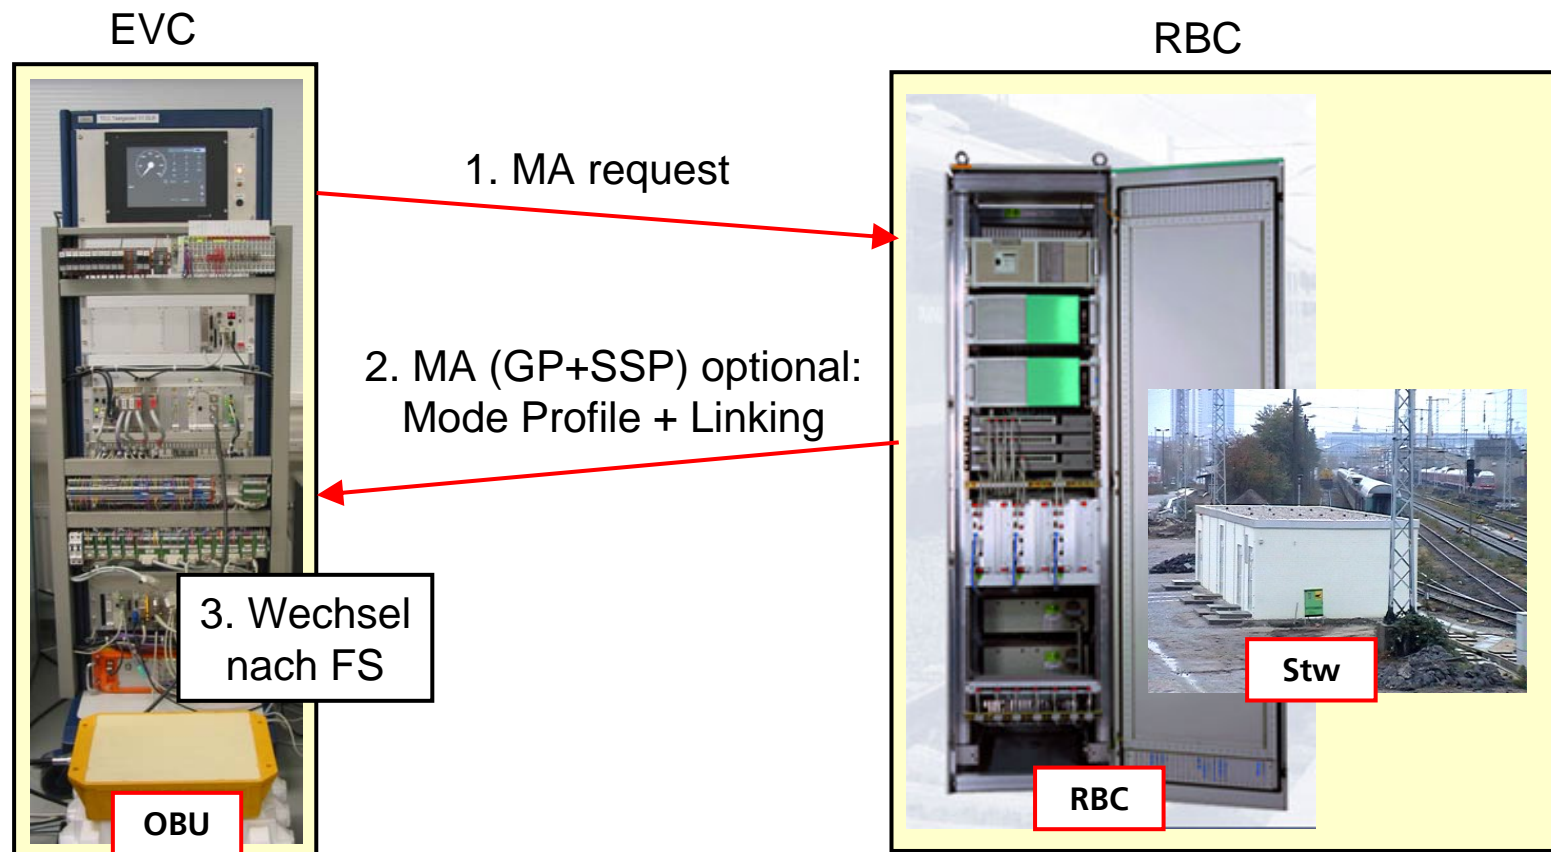 EVC
RBC
1. MA request
2. MA (GP+SSP) optional:
Mode Profile + Linking
3. Wechsel
nach FS
Stw
RBC
OBU